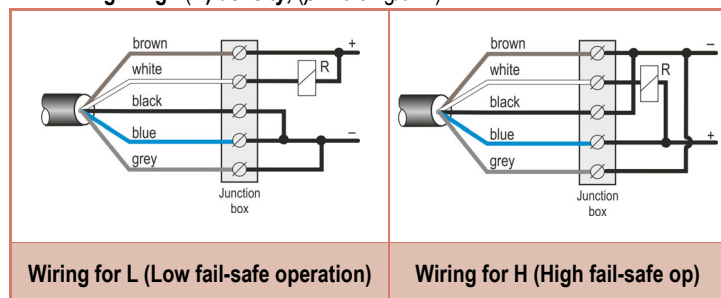 density,
brown
white
black
blue
grey
+
R
–
Junction
box
Wiring for L (Low fail-safe operation)
brown
white
black
blue
grey
–
R
+
Junction
box
Wiring for H (High fail-safe op)